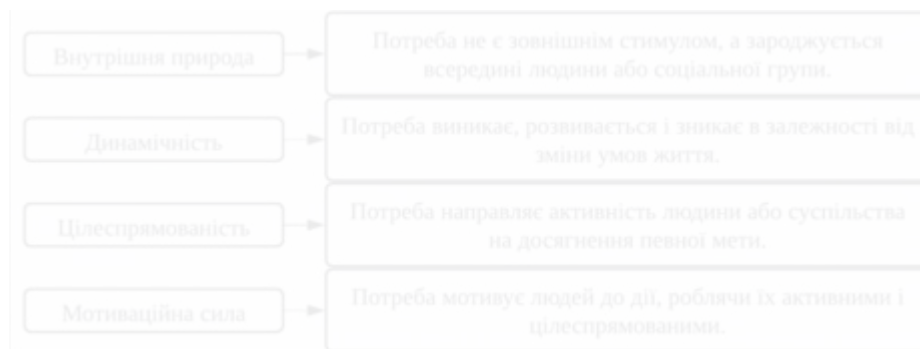 Внутрішня природа
Потреба не є зовнішнім стимулом, а зароджується
всередині людини або соціальної групи.
Динамічність
Потреба виникає, розвивається і зникає в залежності від
зміни умов життя.
Цілеспрямованість
Потреба направляє активність людини або суспільства
на досягнення певної мети.
Мотиваційна сила
Потреба мотивує людей до дії, роблячи їх активними і
цілеспрямованими.